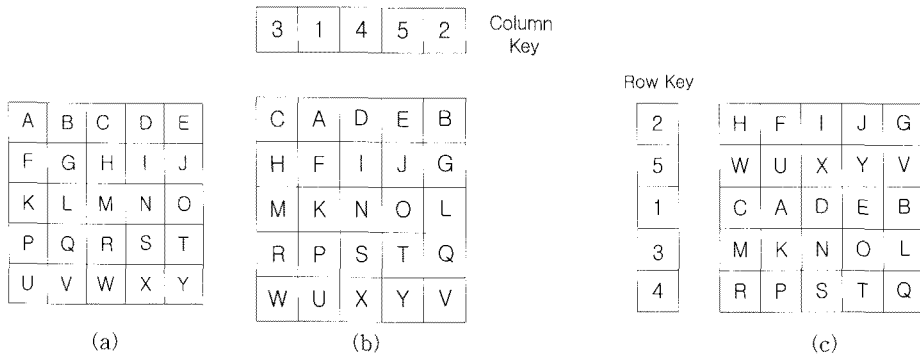 3 1 4 5 2
Column
Key
A B C D E
F G H I J
K L M N O
P Q R S T
U V W X Y
(a)
C A D E B
H F I J G
M K N O L
R P S T Q
W U X Y V
(b)
Row Key
2
5
1
3
4
H F I J G
W U X Y V
C A D E B
M K N O L
R P S T Q
(c)